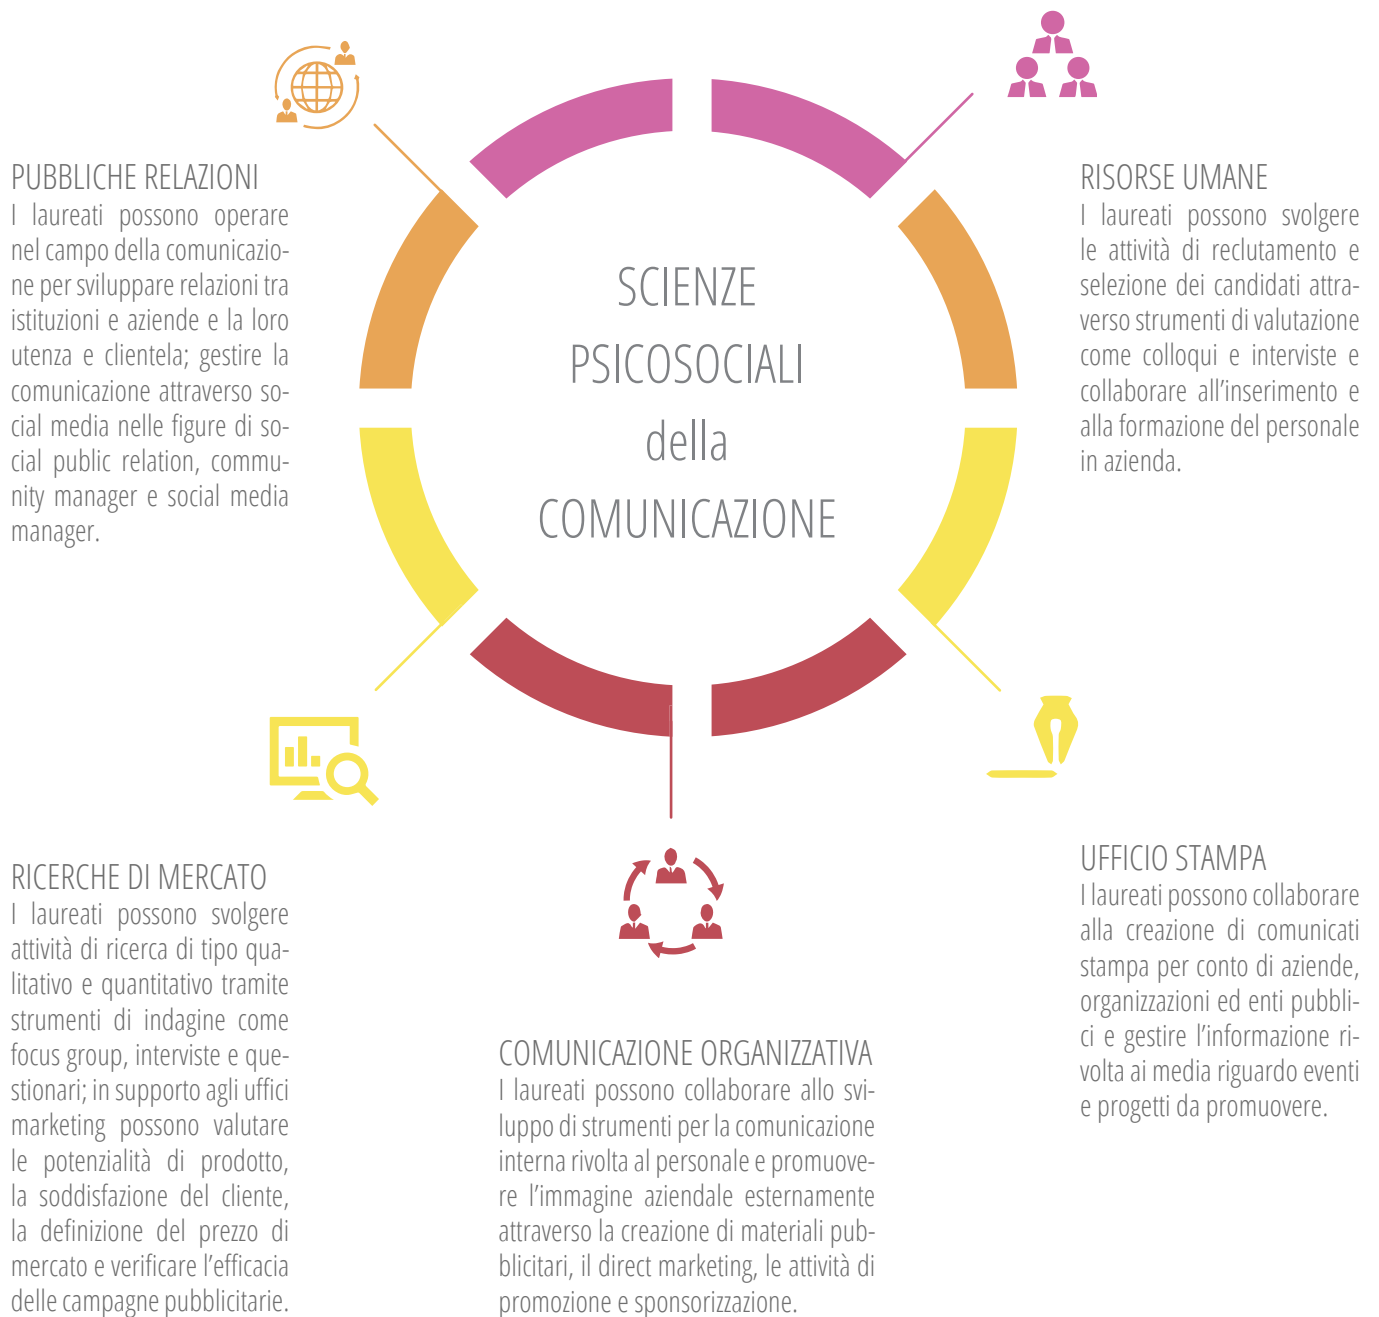 PUBBLICHE RELAZIONI
I laureati possono operare
nel campo della comunicazio-
ne per sviluppare relazioni tra
istituzioni e aziende e la loro
utenza e clientela; gestire la
comunicazione attraverso so-
cial media nelle figure di so-
cial public relation, commu-
nity manager e social media
manager.
SCIENZE
PSICOSOCIALI
della
COMUNICAZIONE
RISORSE UMANE
I laureati possono svolgere
le attività di reclutamento e
selezione dei candidati attra-
verso strumenti di valutazione
come colloqui e interviste e
collaborare all’inserimento e
alla formazione del personale
in azienda.
RICERCHE DI MERCATO
I laureati possono svolgere
attività di ricerca di tipo qua-
litativo e quantitativo tramite
strumenti di indagine come
focus group, interviste e que-
stionari; in supporto agli uffici
marketing possono valutare
le potenzialità di prodotto,
la soddisfazione del cliente,
la definizione del prezzo di
mercato e verificare l’efficacia
delle campagne pubblicitarie.
COMUNICAZIONE ORGANIZZATIVA
I laureati possono collaborare allo svi-
luppo di strumenti per la comunicazione
interna rivolta al personale e promuove-
re l’immagine aziendale esternamente
attraverso la creazione di materiali pub-
blicitari, il direct marketing, le attività di
promozione e sponsorizzazione.
UFFICIO STAMPA
I laureati possono collaborare
alla creazione di comunicati
stampa per conto di aziende,
organizzazioni ed enti pubbli-
ci e gestire l’informazione ri-
volta ai media riguardo eventi
e progetti da promuovere.